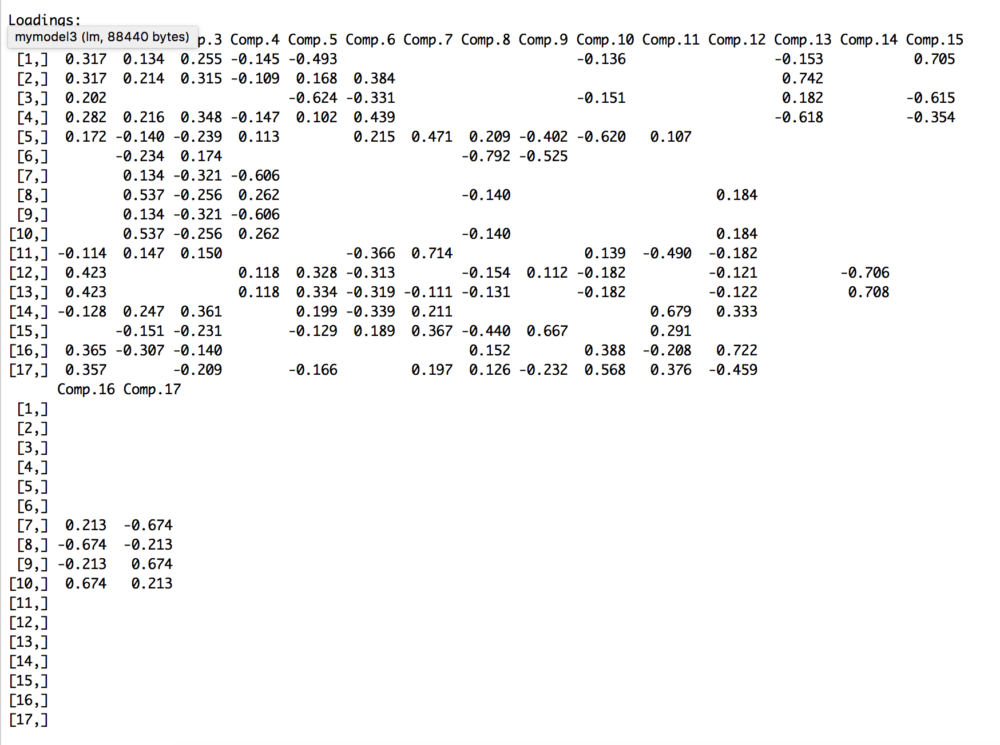 Loadings:
mymodel3 (lm, 88440 bytes) p.3 Comp.4 Comp.5 Comp.6 Comp.7 Comp.8 Comp.9 Comp.10 Comp.11 Comp.12 Comp.13 Comp.14 Comp.15
[1,] 0.317 0.134 0.255 -0.145 -0.493 -0.136 -0.153 0.705
[2,] 0.317 0.214 0.315 -0.109 0.168 0.384 0.742
[3,] 0.202 -0.624 -0.331 -0.151 0.182 -0.615
[4,] 0.282 0.216 0.348 -0.147 0.102 0.439 -0.618 -0.354
[5,] 0.172 -0.140 -0.239 0.113 0.215 0.471 0.209 -0.402 -0.620 0.107
[6,] -0.234 0.174 -0.792 -0.525
[7,] 0.134 -0.321 -0.606
[8,] 0.537 -0.256 0.262 -0.140 0.184
[9,] 0.134 -0.321 -0.606
[10,] 0.537 -0.256 0.262 -0.140 0.184
[11,] -0.114 0.147 0.150 -0.366 0.714 0.139 -0.490 -0.182
[12,] 0.423 0.118 0.328 -0.313 -0.154 0.112 -0.182 -0.121 -0.706
[13,] 0.423 0.118 0.334 -0.319 -0.111 -0.131 -0.182 -0.122 0.708
[14,] -0.128 0.247 0.361 0.199 -0.339 0.211 0.679 0.333
[15,] -0.151 -0.231 -0.129 0.189 0.367 -0.440 0.667 0.291
[16,] 0.365 -0.307 -0.140 0.152 0.388 -0.208 0.722
[17,] 0.357 -0.209 -0.166 0.197 0.126 -0.232 0.568 0.376 -0.459
Comp.16 Comp.17
[1,]
[2,]
[3,]
[4,]
[5,]
[6,]
[7,] 0.213 -0.674
[8,] -0.674 -0.213
[9,] -0.213 0.674
[10,] 0.674 0.213
[11,]
[12,]
[13,]
[14,]
[15,]
[16,]
[17,]